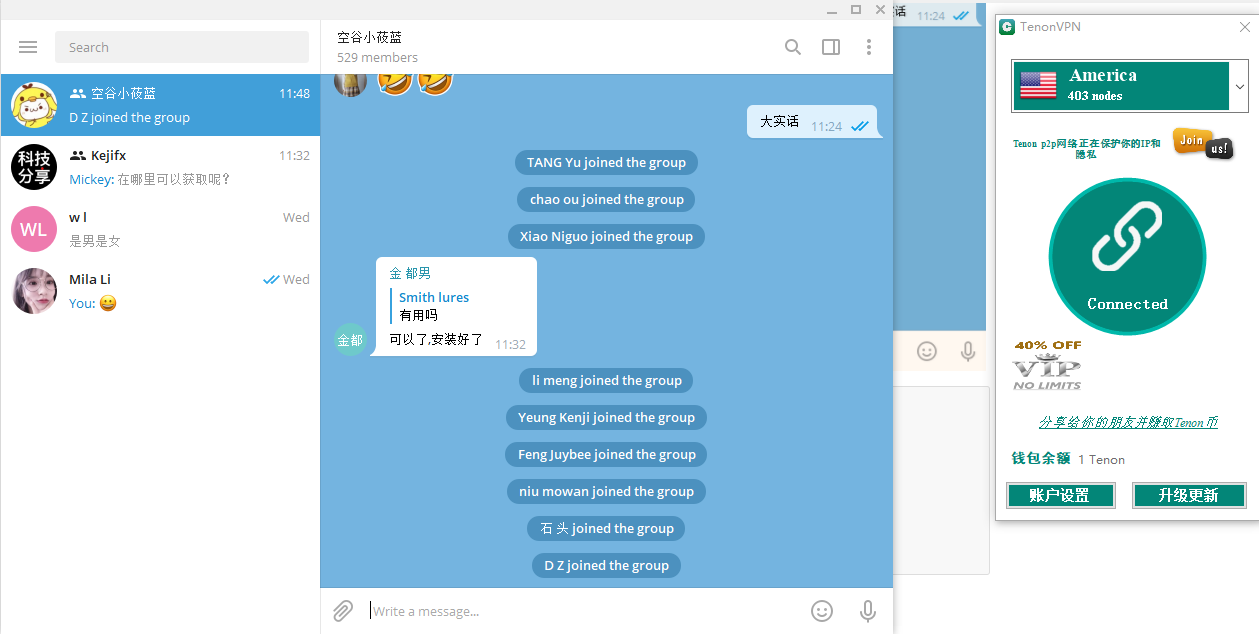 Search
空谷小莜蓝
11:48
D Z joined the group
科技
分享
Kejifx
11:32
Mickey: 在哪里可以获取呢?
WL
w l
Wed
是男是女
Mila Li
Wed
You: 😀
空谷小莜蓝
529 members
🤣🤣
大实话
11:24
TANG Yu joined the group
chao ou joined the group
Xiao Niguo joined the group
金 都男
Smith lures
有用吗
金都
可以了,安装好了
11:32
li meng joined the group
Yeung Kenji joined the group
Feng Juybee joined the group
niu mowan joined the group
石 头 joined the group
D Z joined the group
Write a message...
话
11:24
TenonVPN
America
403 nodes
Tenon p2p网络正在保护你的IP和
隐私
Join
us!
Connected
40% OFF
VIP
NO LIMITS
分享给你的朋友并赚取Tenon币
钱包余额 1 Tenon
账户设置
升级更新